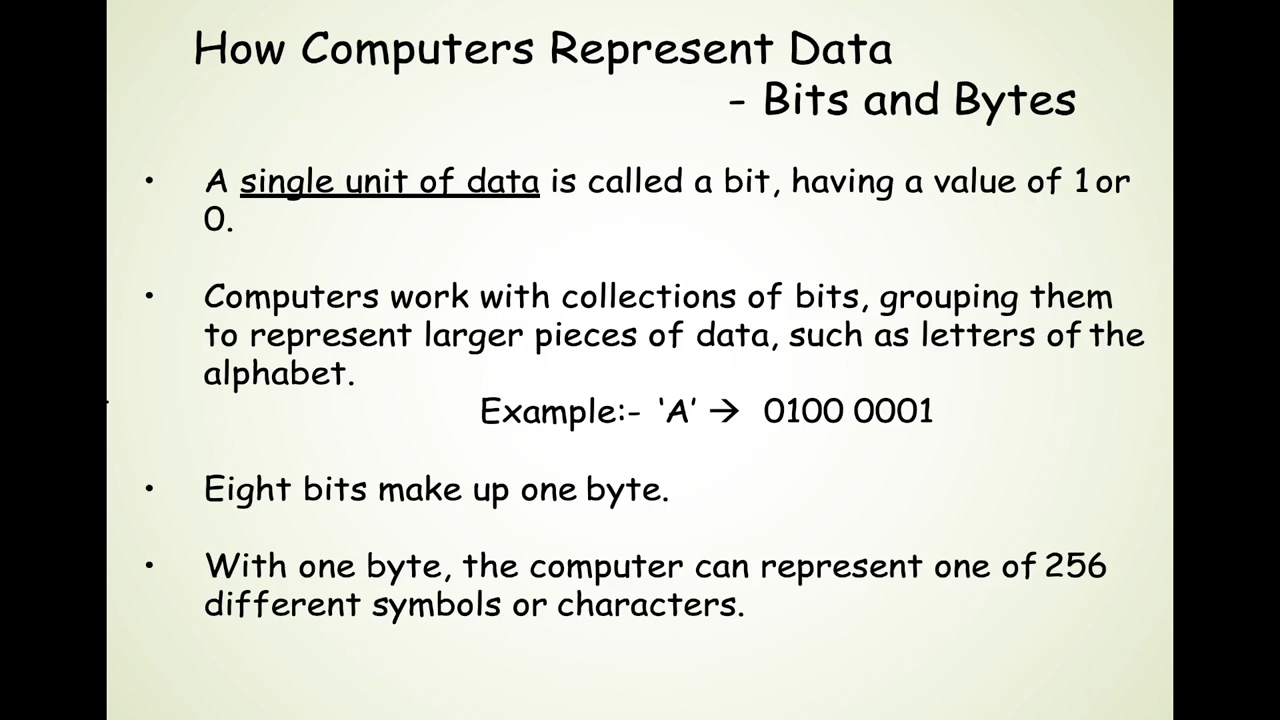 How Computers Represent Data
- Bits and Bytes
• A single unit of data is called a bit, having a value of 1 or
0.
• Computers work with collections of bits, grouping them
to represent larger pieces of data, such as letters of the
alphabet.
Example:- ‘A’ → 0100 0001
• Eight bits make up one byte.
• With one byte, the computer can represent one of 256
different symbols or characters.